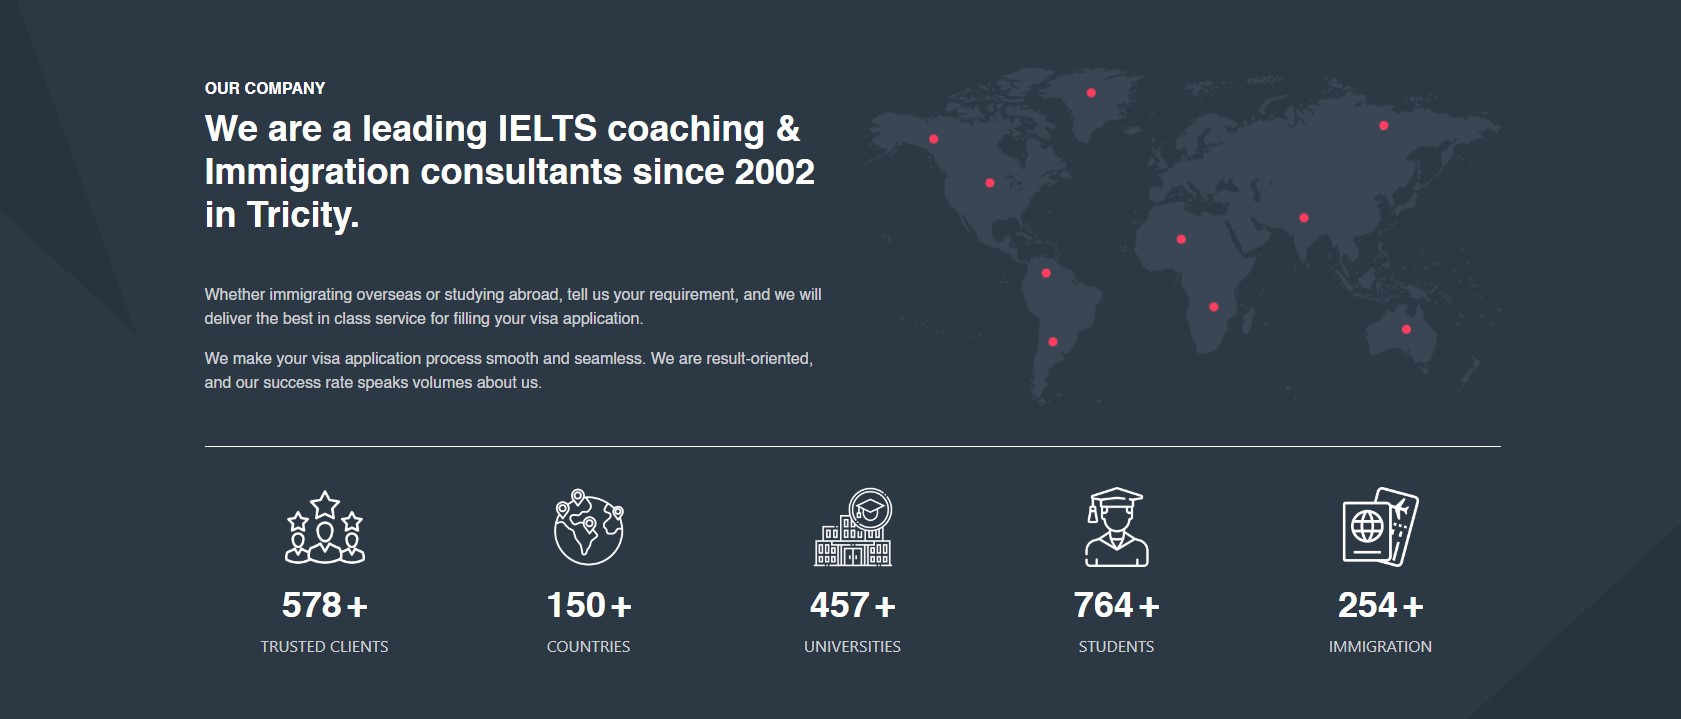 OUR COMPANY
We are a leading IELTS coaching &
Immigration consultants since 2002
in Tricity.
Whether immigrating overseas or studying abroad, tell us your requirement, and we will
deliver the best in class service for filling your visa application.
We make your visa application process smooth and seamless. We are result-oriented,
and our success rate speaks volumes about us.
578+
TRUSTED CLIENTS
150+
COUNTRIES
457+
UNIVERSITIES
764+
STUDENTS
254+
IMMIGRATION